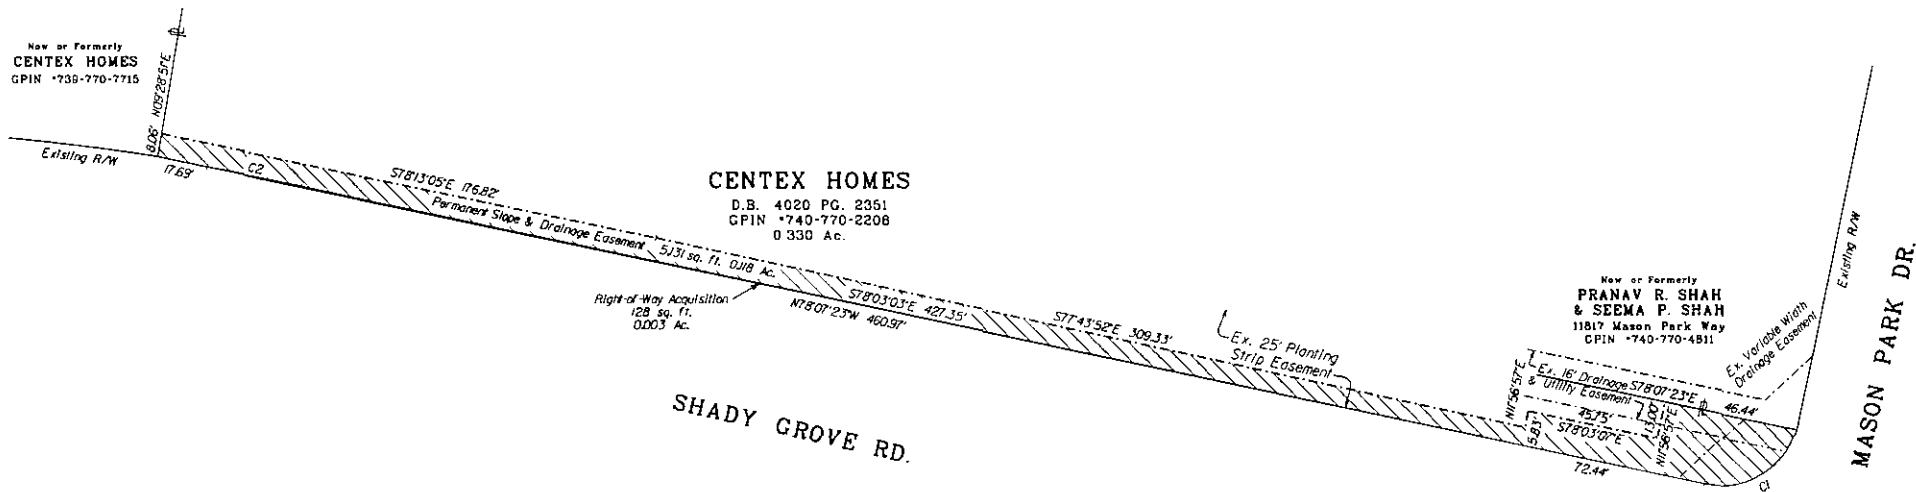 Now or Formerly
CENTEX HOMES
GPIN *739-770-7715
N09°28'51"E
8.06'
Existing R/W
17.69'
C2
S78°13'05"E 176.82'
Permanent Slope & Drainage Easement
5,131 sq. ft. 0.118 Ac.
CENTEX HOMES
D.B. 4020 PG. 2351
GPIN *740-770-2206
0.330 Ac.
Right-of-Way Acquisition
128 sq. ft.
0.003 Ac.
S78°03'03"E 427.35'
N78°07'23"W 460.97'
S77°43'52"E 309.33'
Ex. 25' Planting
Strip Easement
SHADY GROVE RD.
Now or Formerly
PRANAV R. SHAH
& SEEMA P. SHAH
11817 Mason Park Way
GPIN *740-770-4811
Ex. Variable Width
Drainage Easement
Existing R/W
MASON PARK DR.
N11°56'57"E
Ex. 16' Drainage
& Utility Easement
S78°07'23"E
46.44'
45.75'
S78°03'07"E
5.83'
13.00'
N11°56'57"E
72.44'
C1